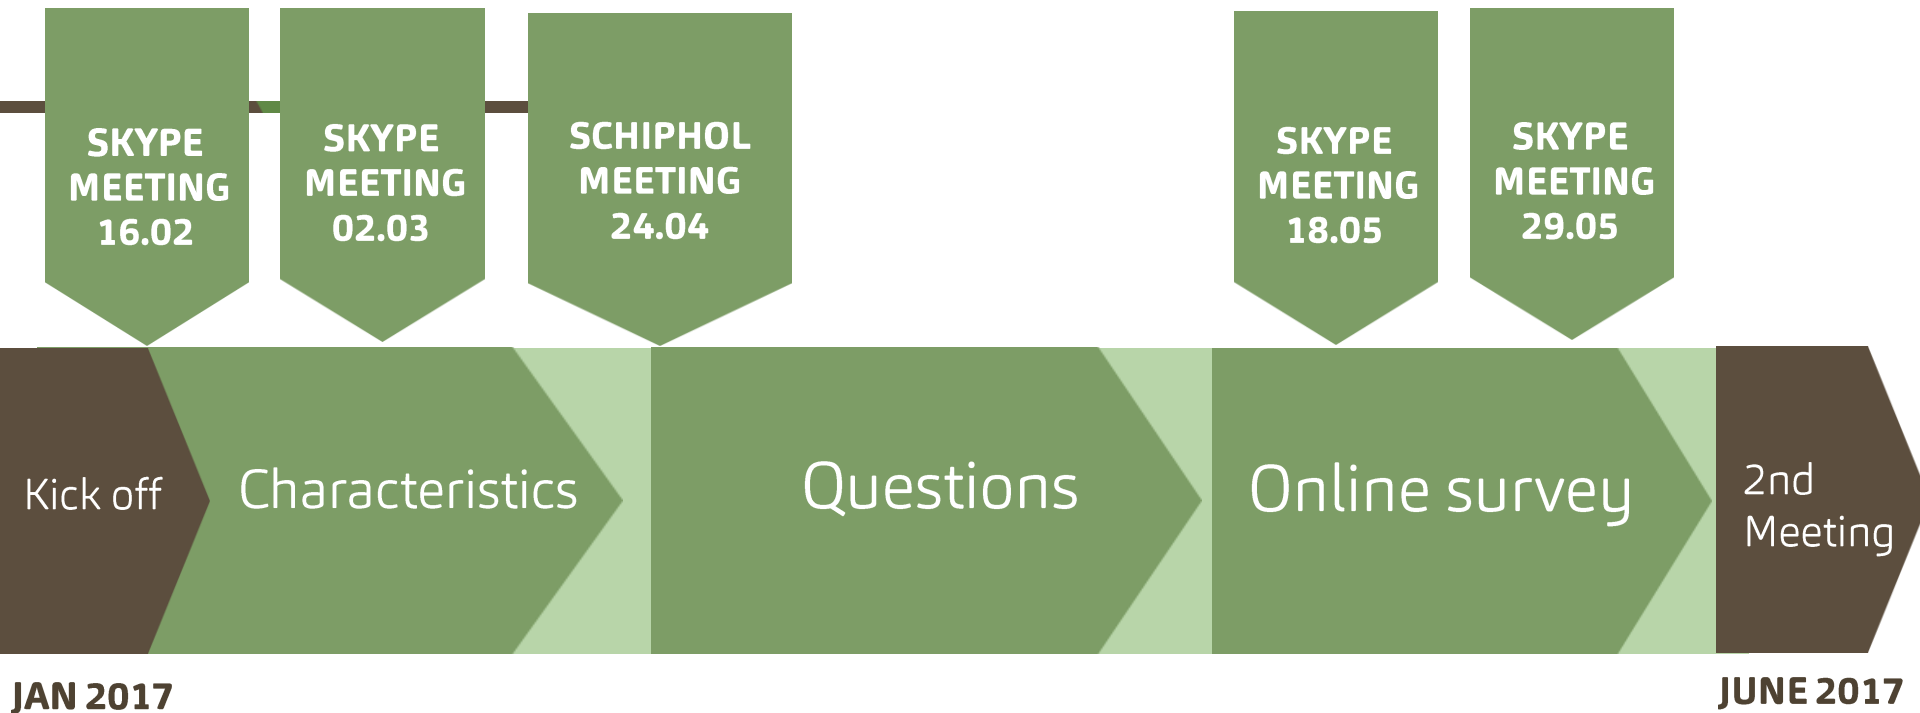 SKYPE
MEETING
16.02
SKYPE
MEETING
02.03
SCHIPHOL
MEETING
24.04
SKYPE
MEETING
18.05
SKYPE
MEETING
29.05
Kick off
Characteristics
Questions
Online survey
2nd
Meeting
JAN 2017
JUNE 2017